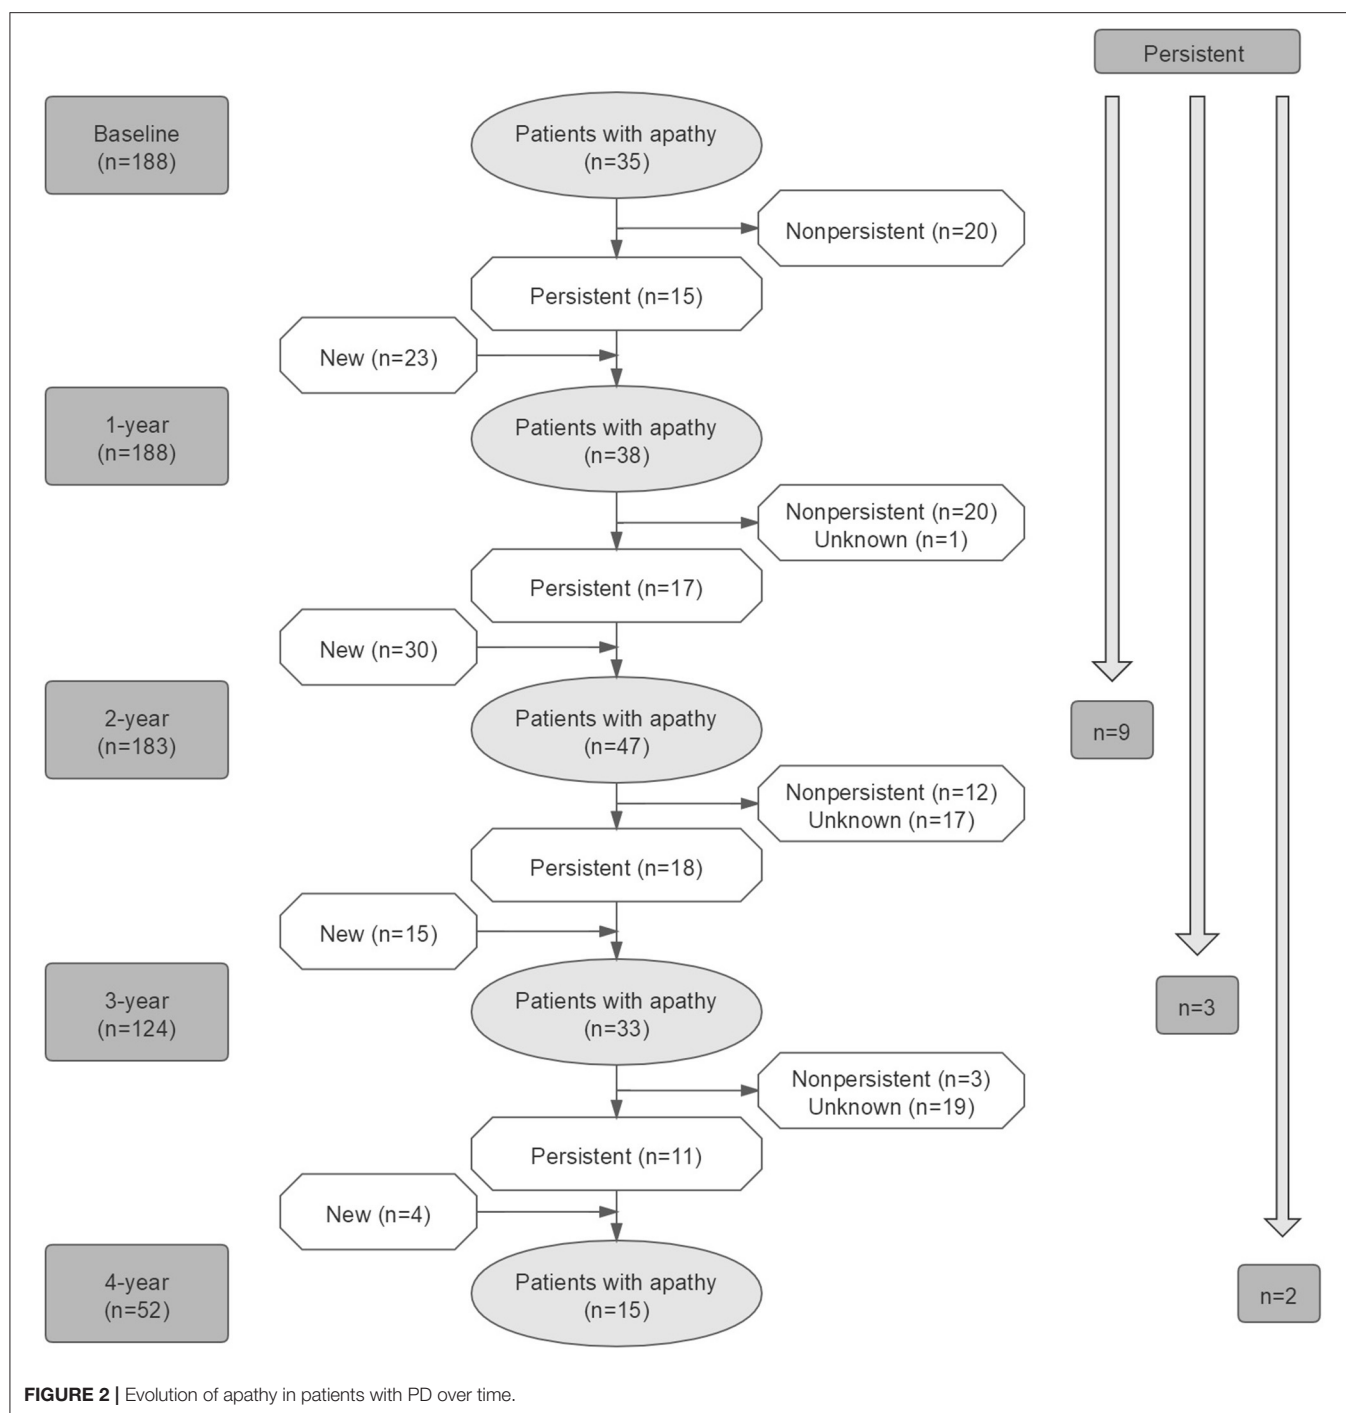 Persistent
Baseline
(n=188)
Patients with apathy
(n=35)
Nonpersistent (n=20)
Persistent (n=15)
New (n=23)
1-year
(n=188)
Patients with apathy
(n=38)
Nonpersistent (n=20)
Unknown (n=1)
Persistent (n=17)
New (n=30)
2-year
(n=183)
Patients with apathy
(n=47)
n=9
Nonpersistent (n=12)
Unknown (n=17)
Persistent (n=18)
New (n=15)
3-year
(n=124)
Patients with apathy
(n=33)
n=3
Nonpersistent (n=3)
Unknown (n=19)
Persistent (n=11)
New (n=4)
4-year
(n=52)
Patients with apathy
(n=15)
n=2
FIGURE 2 | Evolution of apathy in patients with PD over time.